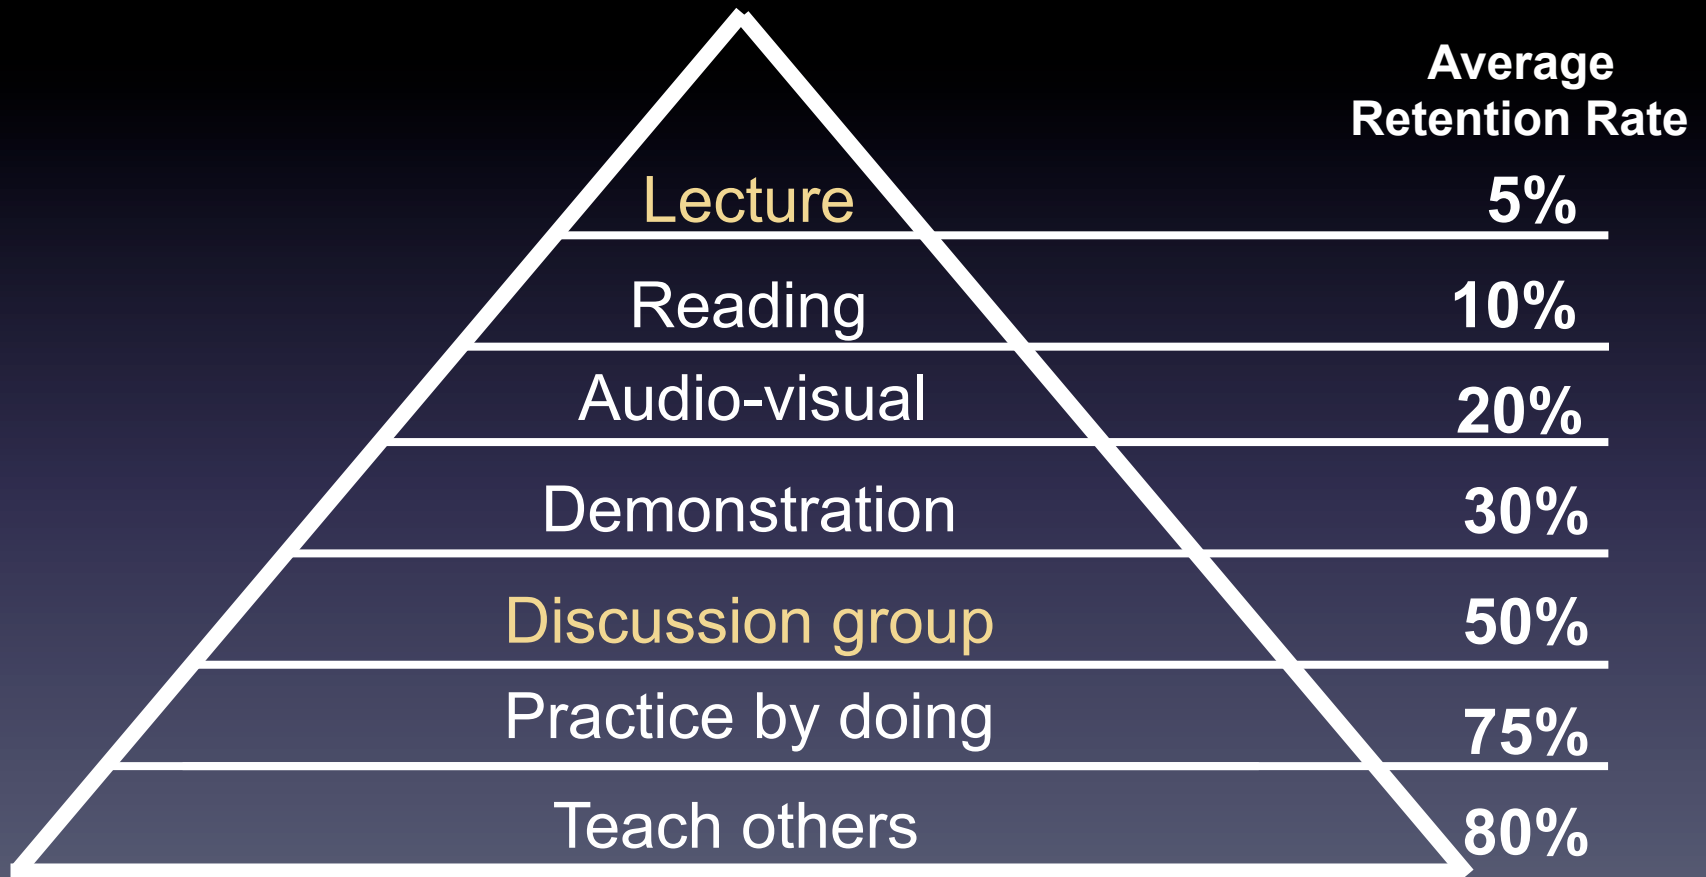 Average
Retention Rate
Lecture 5%
Reading 10%
Audio-visual 20%
Demonstration 30%
Discussion group 50%
Practice by doing 75%
Teach others 80%